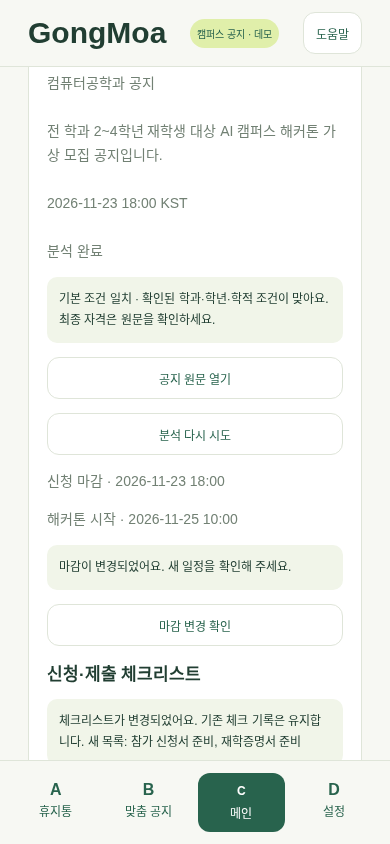 GongMoa
캠퍼스 공지 · 데모
도움말
컴퓨터공학과 공지
전 학과 2~4학년 재학생 대상 AI 캠퍼스 해커톤 가
상 모집 공지입니다.
2026-11-23 18:00 KST
분석 완료
기본 조건 일치 · 확인된 학과·학년·학적 조건이 맞아요.
최종 자격은 원문을 확인하세요.
공지 원문 열기
분석 다시 시도
신청 마감 · 2026-11-23 18:00
해커톤 시작 · 2026-11-25 10:00
마감이 변경되었어요. 새 일정을 확인해 주세요.
마감 변경 확인
신청·제출 체크리스트
체크리스트가 변경되었어요. 기존 체크 기록은 유지합
니다. 새 목록: 참가 신청서 준비, 재학증명서 준비
A
휴지통
B
맞춤 공지
C
메인
D
설정